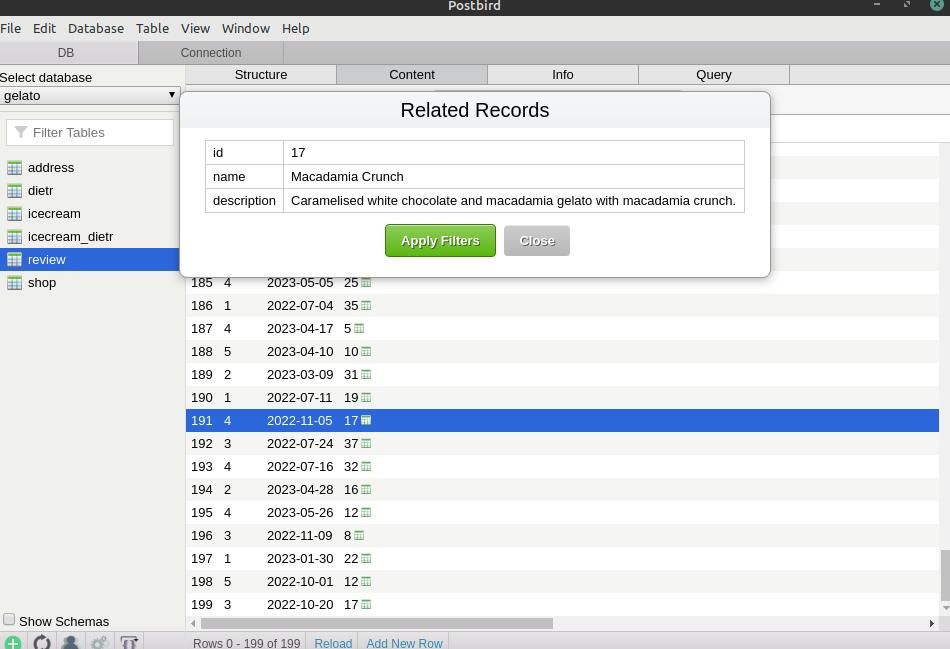 Postbird
File Edit Database Table View Window Help
DB Connection
Select database
gelato
Filter Tables
address
dietr
icecream
icecream_dietr
review
shop
Structure Content Info Query
Related Records
id 17
name Macadamia Crunch
description Caramelised white chocolate and macadamia gelato with macadamia crunch.
Apply Filters Close
185 4 2023-05-05 25
186 1 2022-07-04 35
187 4 2023-04-17 5
188 5 2023-04-10 10
189 2 2023-03-09 31
190 1 2022-07-11 19
191 4 2022-11-05 17
192 3 2022-07-24 37
193 4 2022-07-16 32
194 2 2023-04-28 16
195 4 2023-05-26 12
196 3 2022-11-09 8
197 1 2023-01-30 22
198 5 2022-10-01 12
199 3 2022-10-20 17
Show Schemas
Rows 0 - 199 of 199 Reload Add New Row